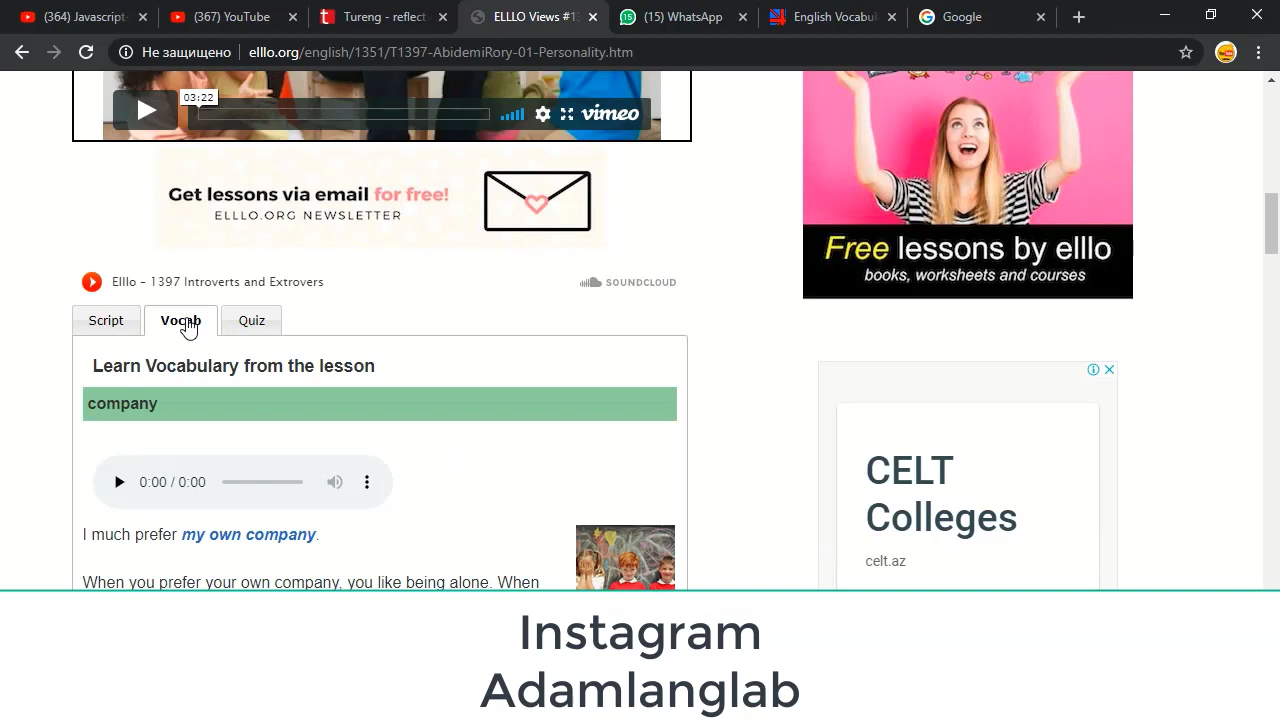 (364) Javascript-
(367) YouTube
Tureng - reflect
ELLLO Views #1
(15) WhatsApp
English Vocabul
Google
Не защищено
elllo.org/english/1351/T1397-AbidemiRory-01-Personality.htm
03:22
vimeo
Get lessons via email for free!
ELLLO.ORG NEWSLETTER
Free lessons by elllo
books, worksheets and courses
Elllo - 1397 Introverts and Extrovers
SOUNDCLOUD
Script
Vocab
Quiz
Learn Vocabulary from the lesson
company
0:00 / 0:00
I much prefer my own company.
When you prefer your own company, you like being alone. When
CELT
Colleges
celt.az
Instagram
Adamlanglab